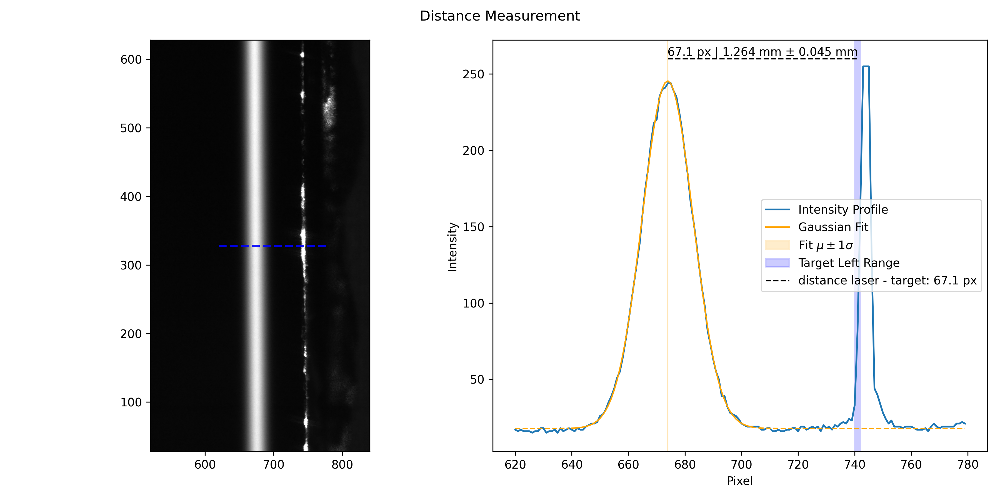 Distance Measurement
600
500
400
300
200
100
600 700 800
67.1 px | 1.264 mm ± 0.045 mm
250
200
150
100
50
Intensity
Intensity Profile
Gaussian Fit
Fit μ ± 1σ
Target Left Range
distance laser - target: 67.1 px
620 640 660 680 700 720 740 760 780
Pixel